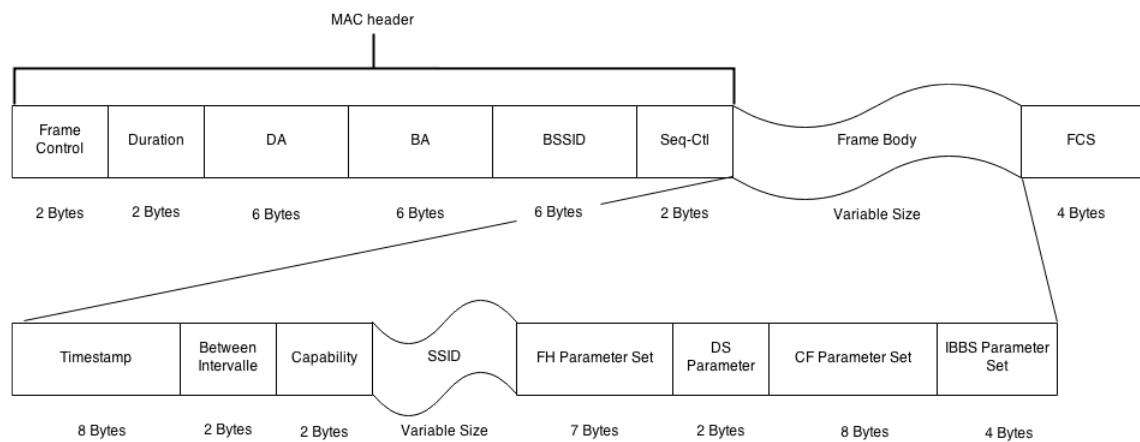 MAC header
Frame
Control
Duration
DA
BA
BSSID
Seq-Ctl
Frame Body
FCS
2 Bytes
2 Bytes
6 Bytes
6 Bytes
6 Bytes
2 Bytes
Variable Size
4 Bytes
Timestamp
Between
Intervalle
Capability
SSID
FH Parameter Set
DS
Parameter
CF Parameter Set
IBBS Parameter
Set
8 Bytes
2 Bytes
2 Bytes
Variable Size
7 Bytes
2 Bytes
8 Bytes
4 Bytes